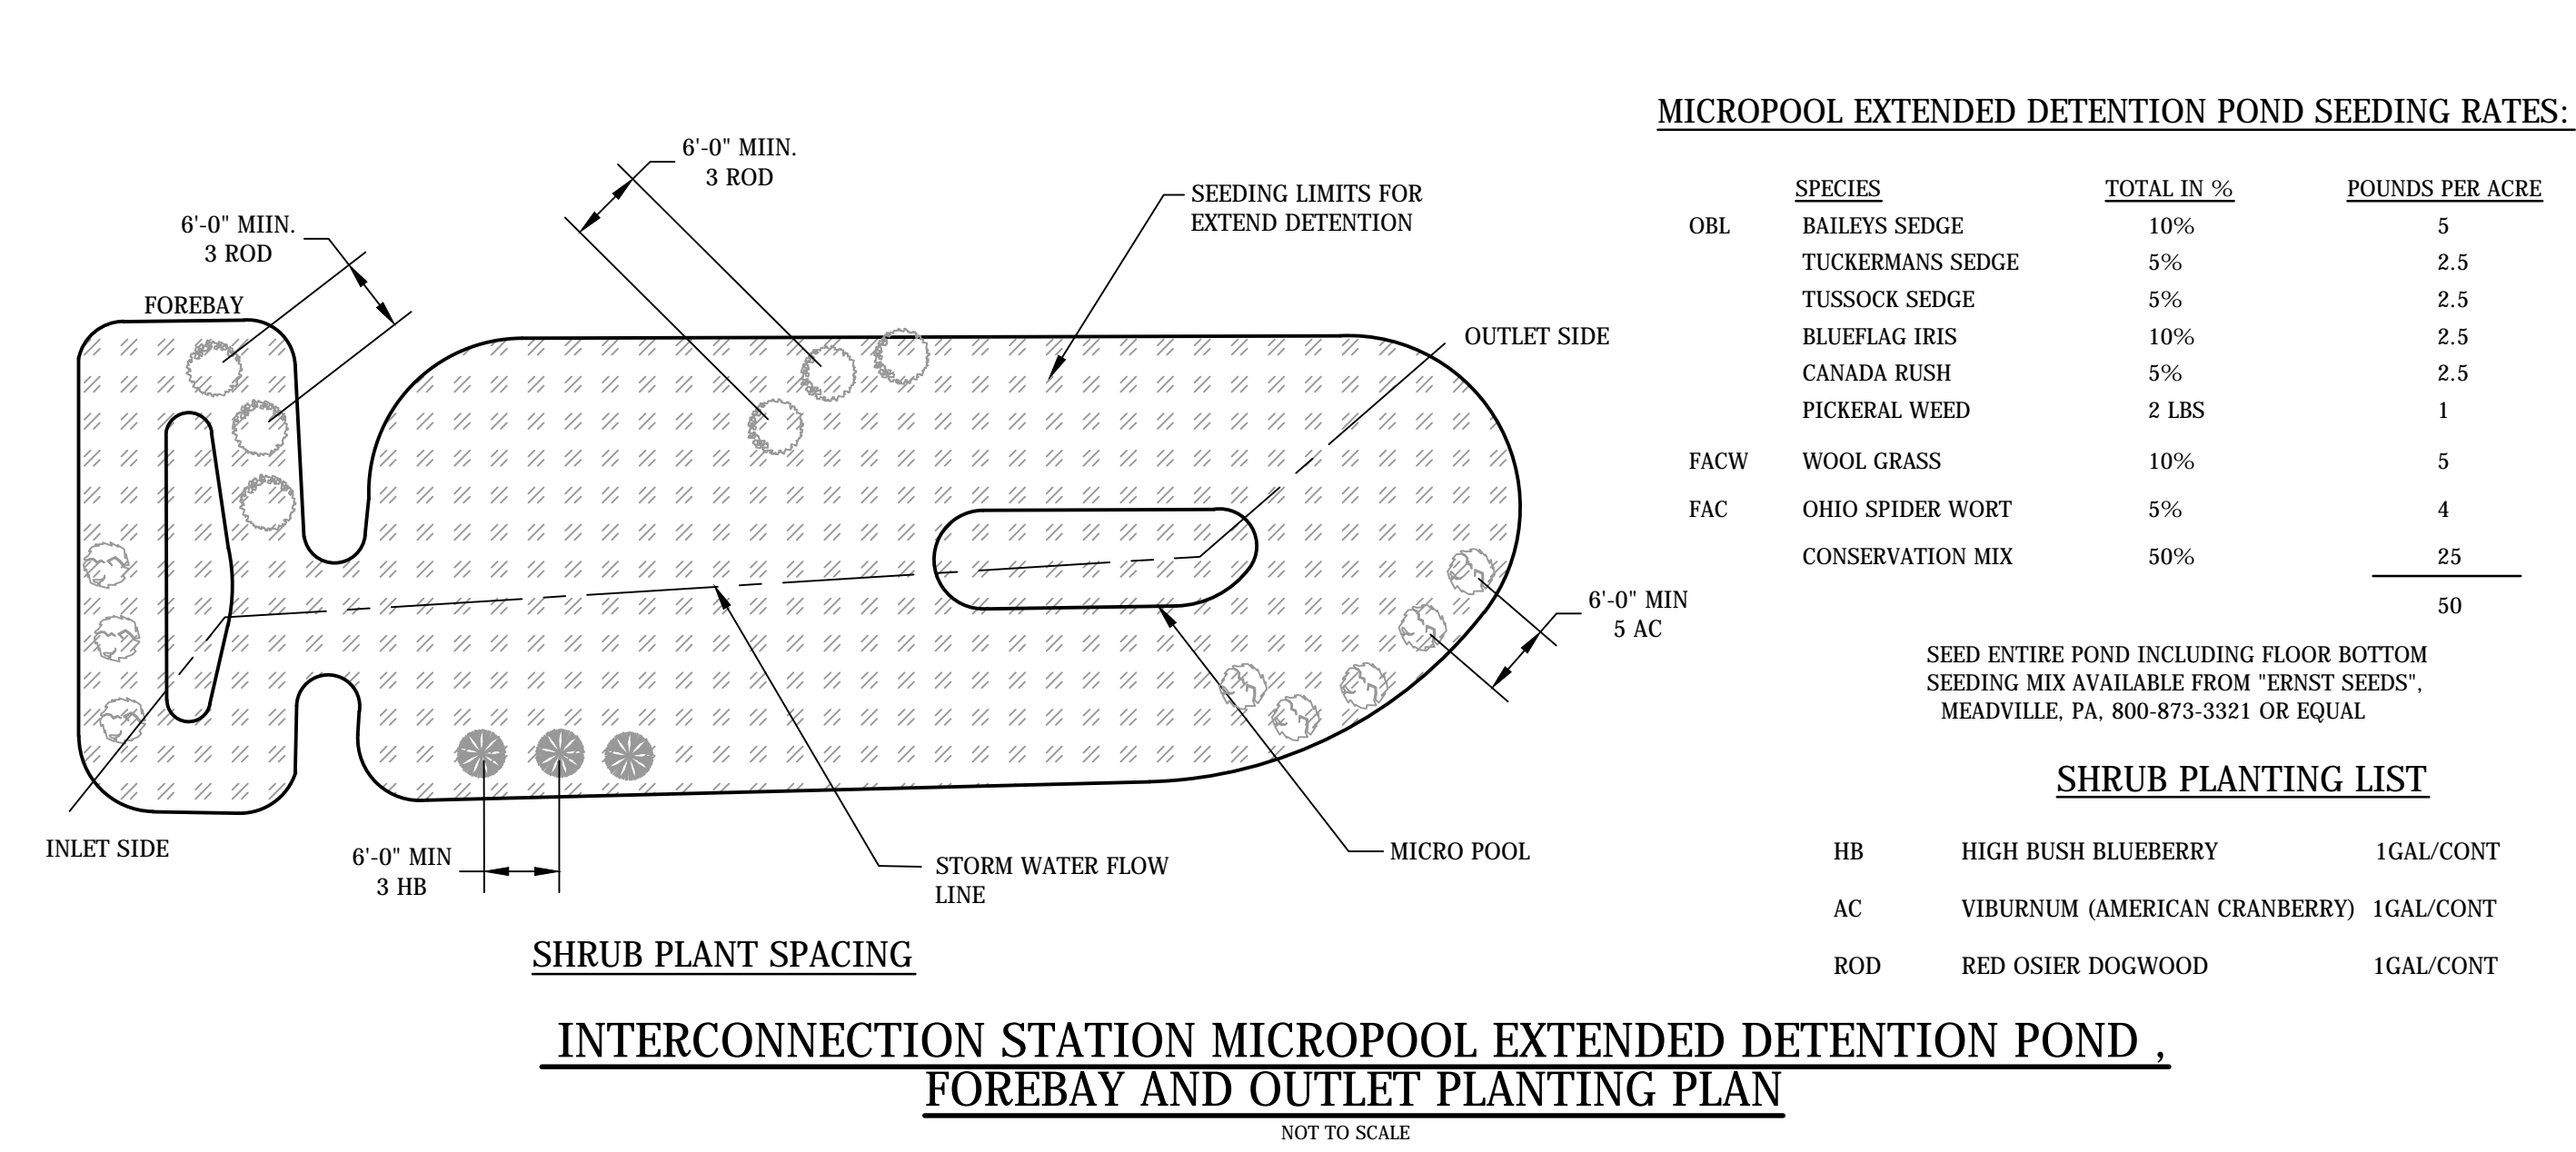 MICROPOOL EXTENDED DETENTION POND SEEDING RATES:
SPECIES TOTAL IN % POUNDS PER ACRE
OBL BAILEYS SEDGE 10% 5
TUCKERMANS SEDGE 5% 2.5
TUSSOCK SEDGE 5% 2.5
BLUEFLAG IRIS 10% 2.5
CANADA RUSH 5% 2.5
PICKERAL WEED 2 LBS 1
FACW WOOL GRASS 10% 5
FAC OHIO SPIDER WORT 5% 4
CONSERVATION MIX 50% 25
50
SEED ENTIRE POND INCLUDING FLOOR BOTTOM
SEEDING MIX AVAILABLE FROM "ERNST SEEDS",
MEADVILLE, PA, 800-873-3321 OR EQUAL
SHRUB PLANTING LIST
HB HIGH BUSH BLUEBERRY 1GAL/CONT
AC VIBURNUM (AMERICAN CRANBERRY) 1GAL/CONT
ROD RED OSIER DOGWOOD 1GAL/CONT
6'-0" MIIN.
3 ROD
6'-0" MIIN.
3 ROD
FOREBAY
SEEDING LIMITS FOR
EXTEND DETENTION
OUTLET SIDE
6'-0" MIN
5 AC
INLET SIDE
6'-0" MIN
3 HB
STORM WATER FLOW
LINE
MICRO POOL
SHRUB PLANT SPACING
INTERCONNECTION STATION MICROPOOL EXTENDED DETENTION POND ,
FOREBAY AND OUTLET PLANTING PLAN
NOT TO SCALE